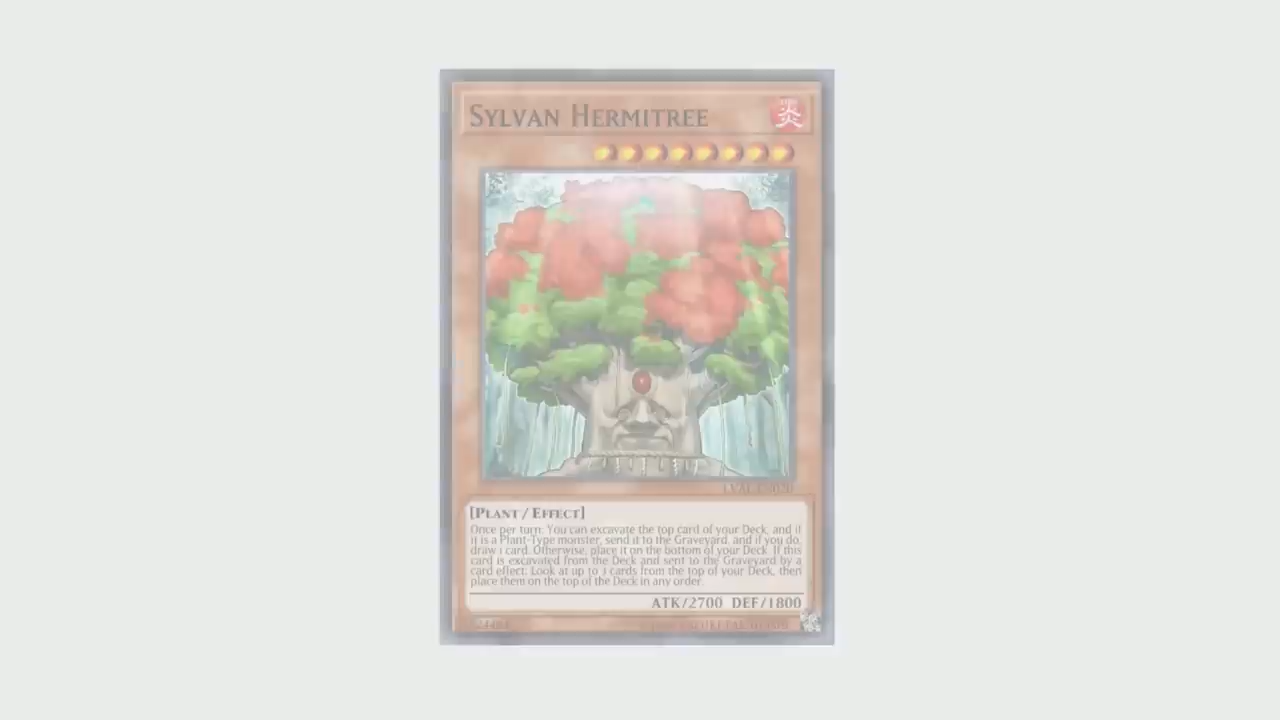 SYLVAN HERMITREE
炎
[PLANT / EFFECT]
Once per turn: You can excavate the top card of your Deck, and if
it is a Plant-Type monster, send it to the Graveyard, and if you do,
draw 1 card. Otherwise, place it on the bottom of your Deck. If this
card is excavated from the Deck and sent to the Graveyard by a
card effect: Look at up to 3 cards from the top of your Deck, then
place them on the top of the Deck in any order.
ATK/2700 DEF/1800